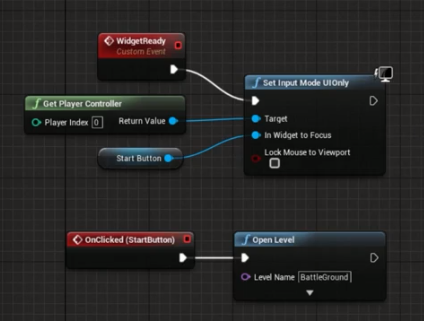 WidgetReady
Custom Event
Set Input Mode UIOnly
f Get Player Controller
Player Index 0 Return Value
Target
In Widget to Focus
Start Button
Lock Mouse to Viewport
OnClicked (StartButton)
f Open Level
Level Name BattleGround